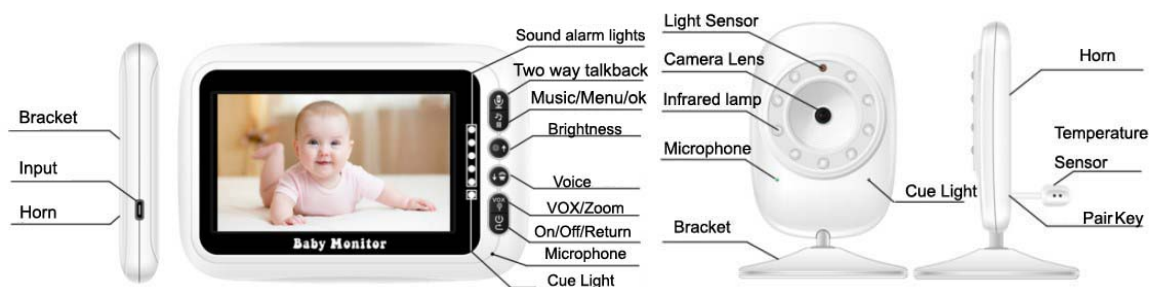 Bracket
Input
Horn
Baby Monitor
VOX
Sound alarm lights
Two way talkback
Music/Menu/ok
Brightness
Voice
VOX/Zoom
On/Off/Return
Microphone
Cue Light
Light Sensor
Camera Lens
Infrared lamp
Microphone
Bracket
Cue Light
Horn
Temperature
Sensor
Pair Key